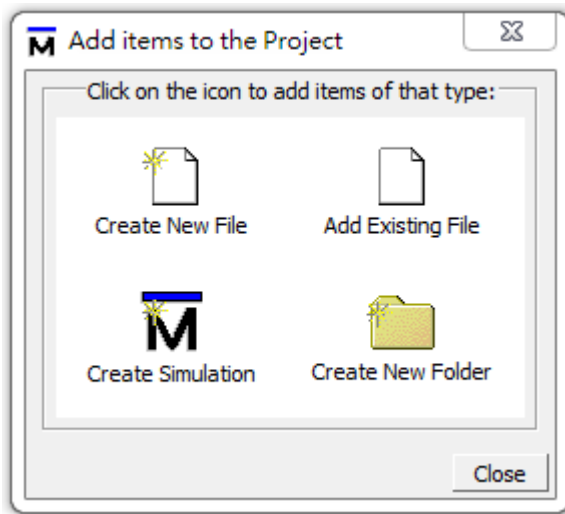 Add items to the Project
Click on the icon to add items of that type:
Create New File
Add Existing File
Create Simulation
Create New Folder
Close